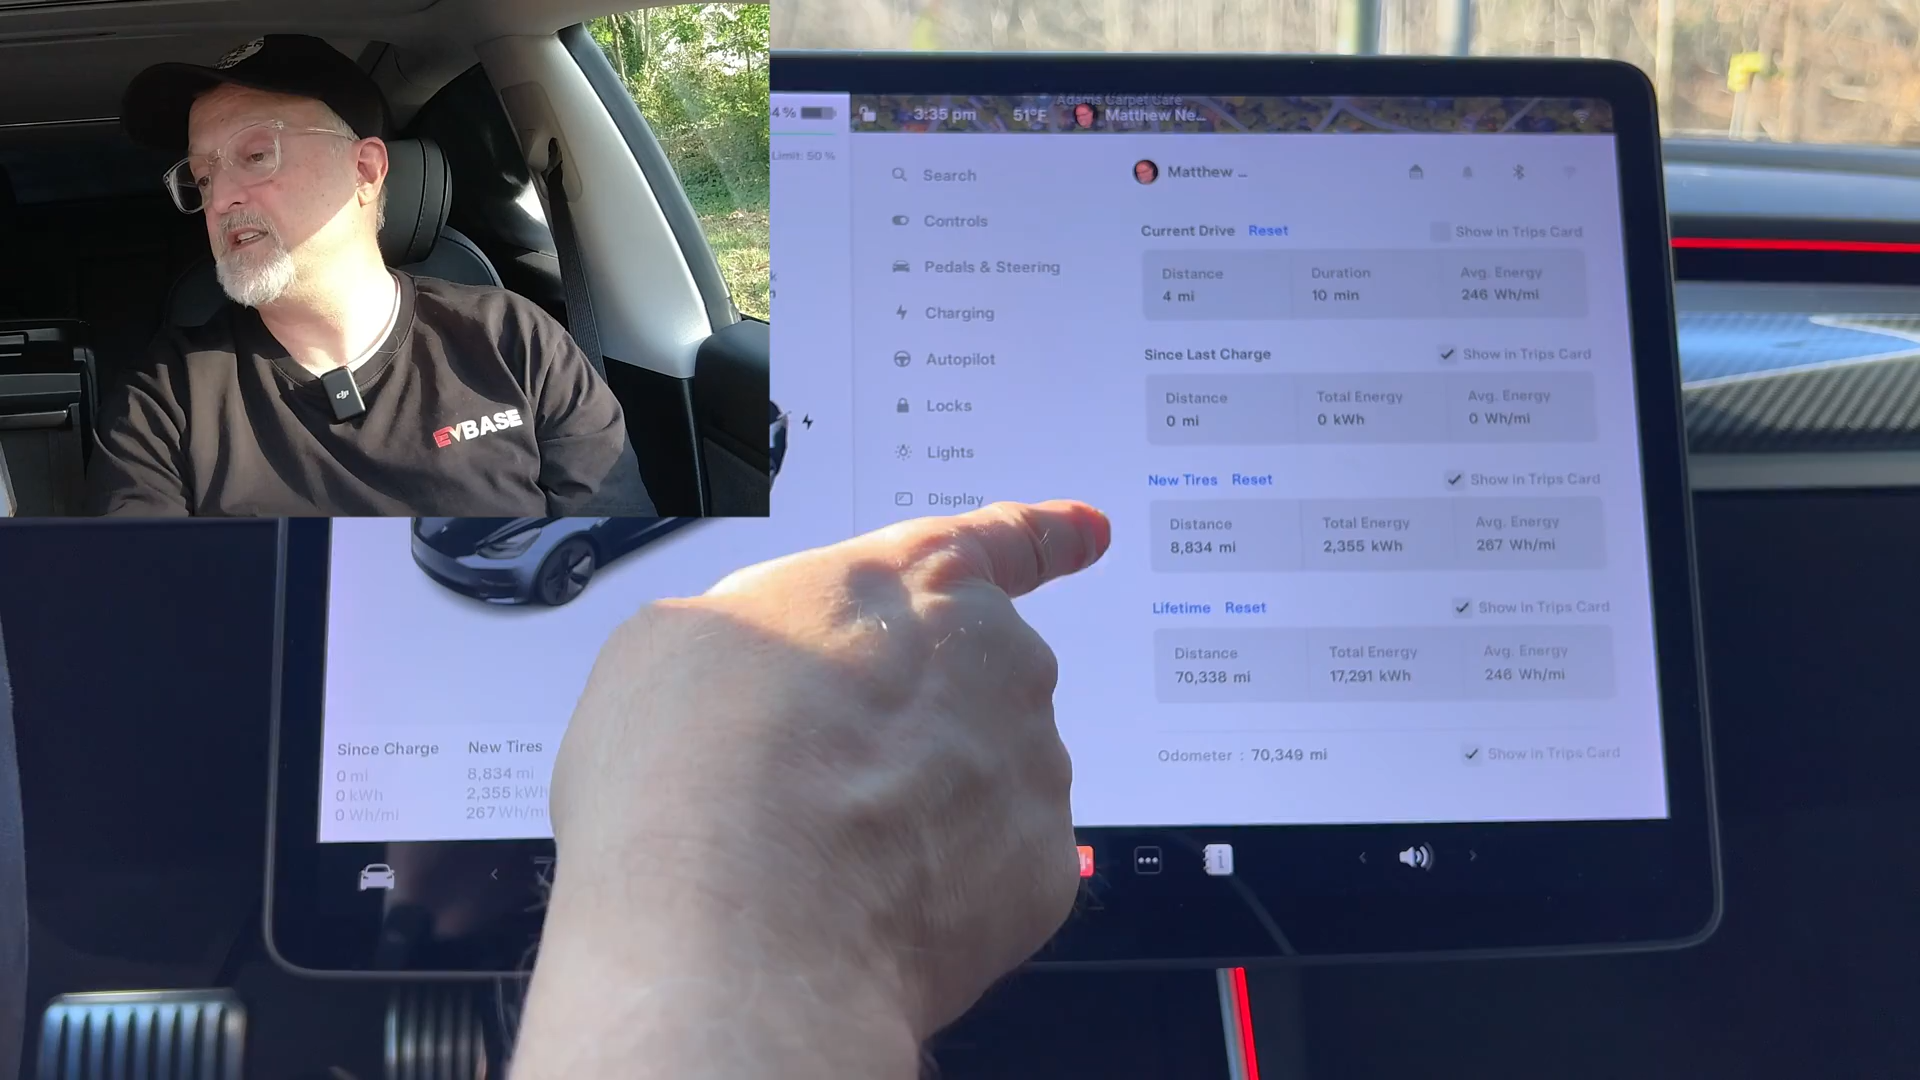 Adams Carpet Care
4%
3:35 pm 51°F Matthew Ne...
Limit: 50 %
Search
Matthew ...
Controls
Pedals & Steering
Charging
Autopilot
Locks
Lights
Display
Current Drive Reset Show in Trips Card
Distance Duration Avg. Energy
4 mi 10 min 246 Wh/mi
Since Last Charge Show in Trips Card
Distance Total Energy Avg. Energy
0 mi 0 kWh 0 Wh/mi
New Tires Reset Show in Trips Card
Distance Total Energy Avg. Energy
8,834 mi 2,355 kWh 267 Wh/mi
Lifetime Reset Show in Trips Card
Distance Total Energy Avg. Energy
70,338 mi 17,291 kWh 246 Wh/mi
Odometer : 70,349 mi Show in Trips Card
Since Charge New Tires
0 mi 8,834 mi
0 kWh 2,355 kWh
0 Wh/mi 267 Wh/mi
EVBASE
dji